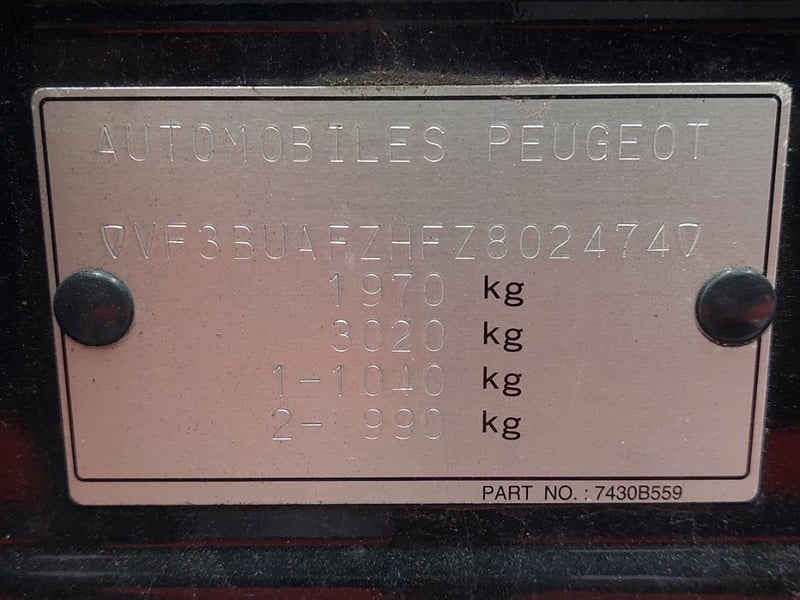 AUTOMOBILES PEUGEOT
VF3BUAFZHFZ802474
1970 kg
3020 kg
1-1040 kg
2- 990 kg
PART NO. : 7430B559